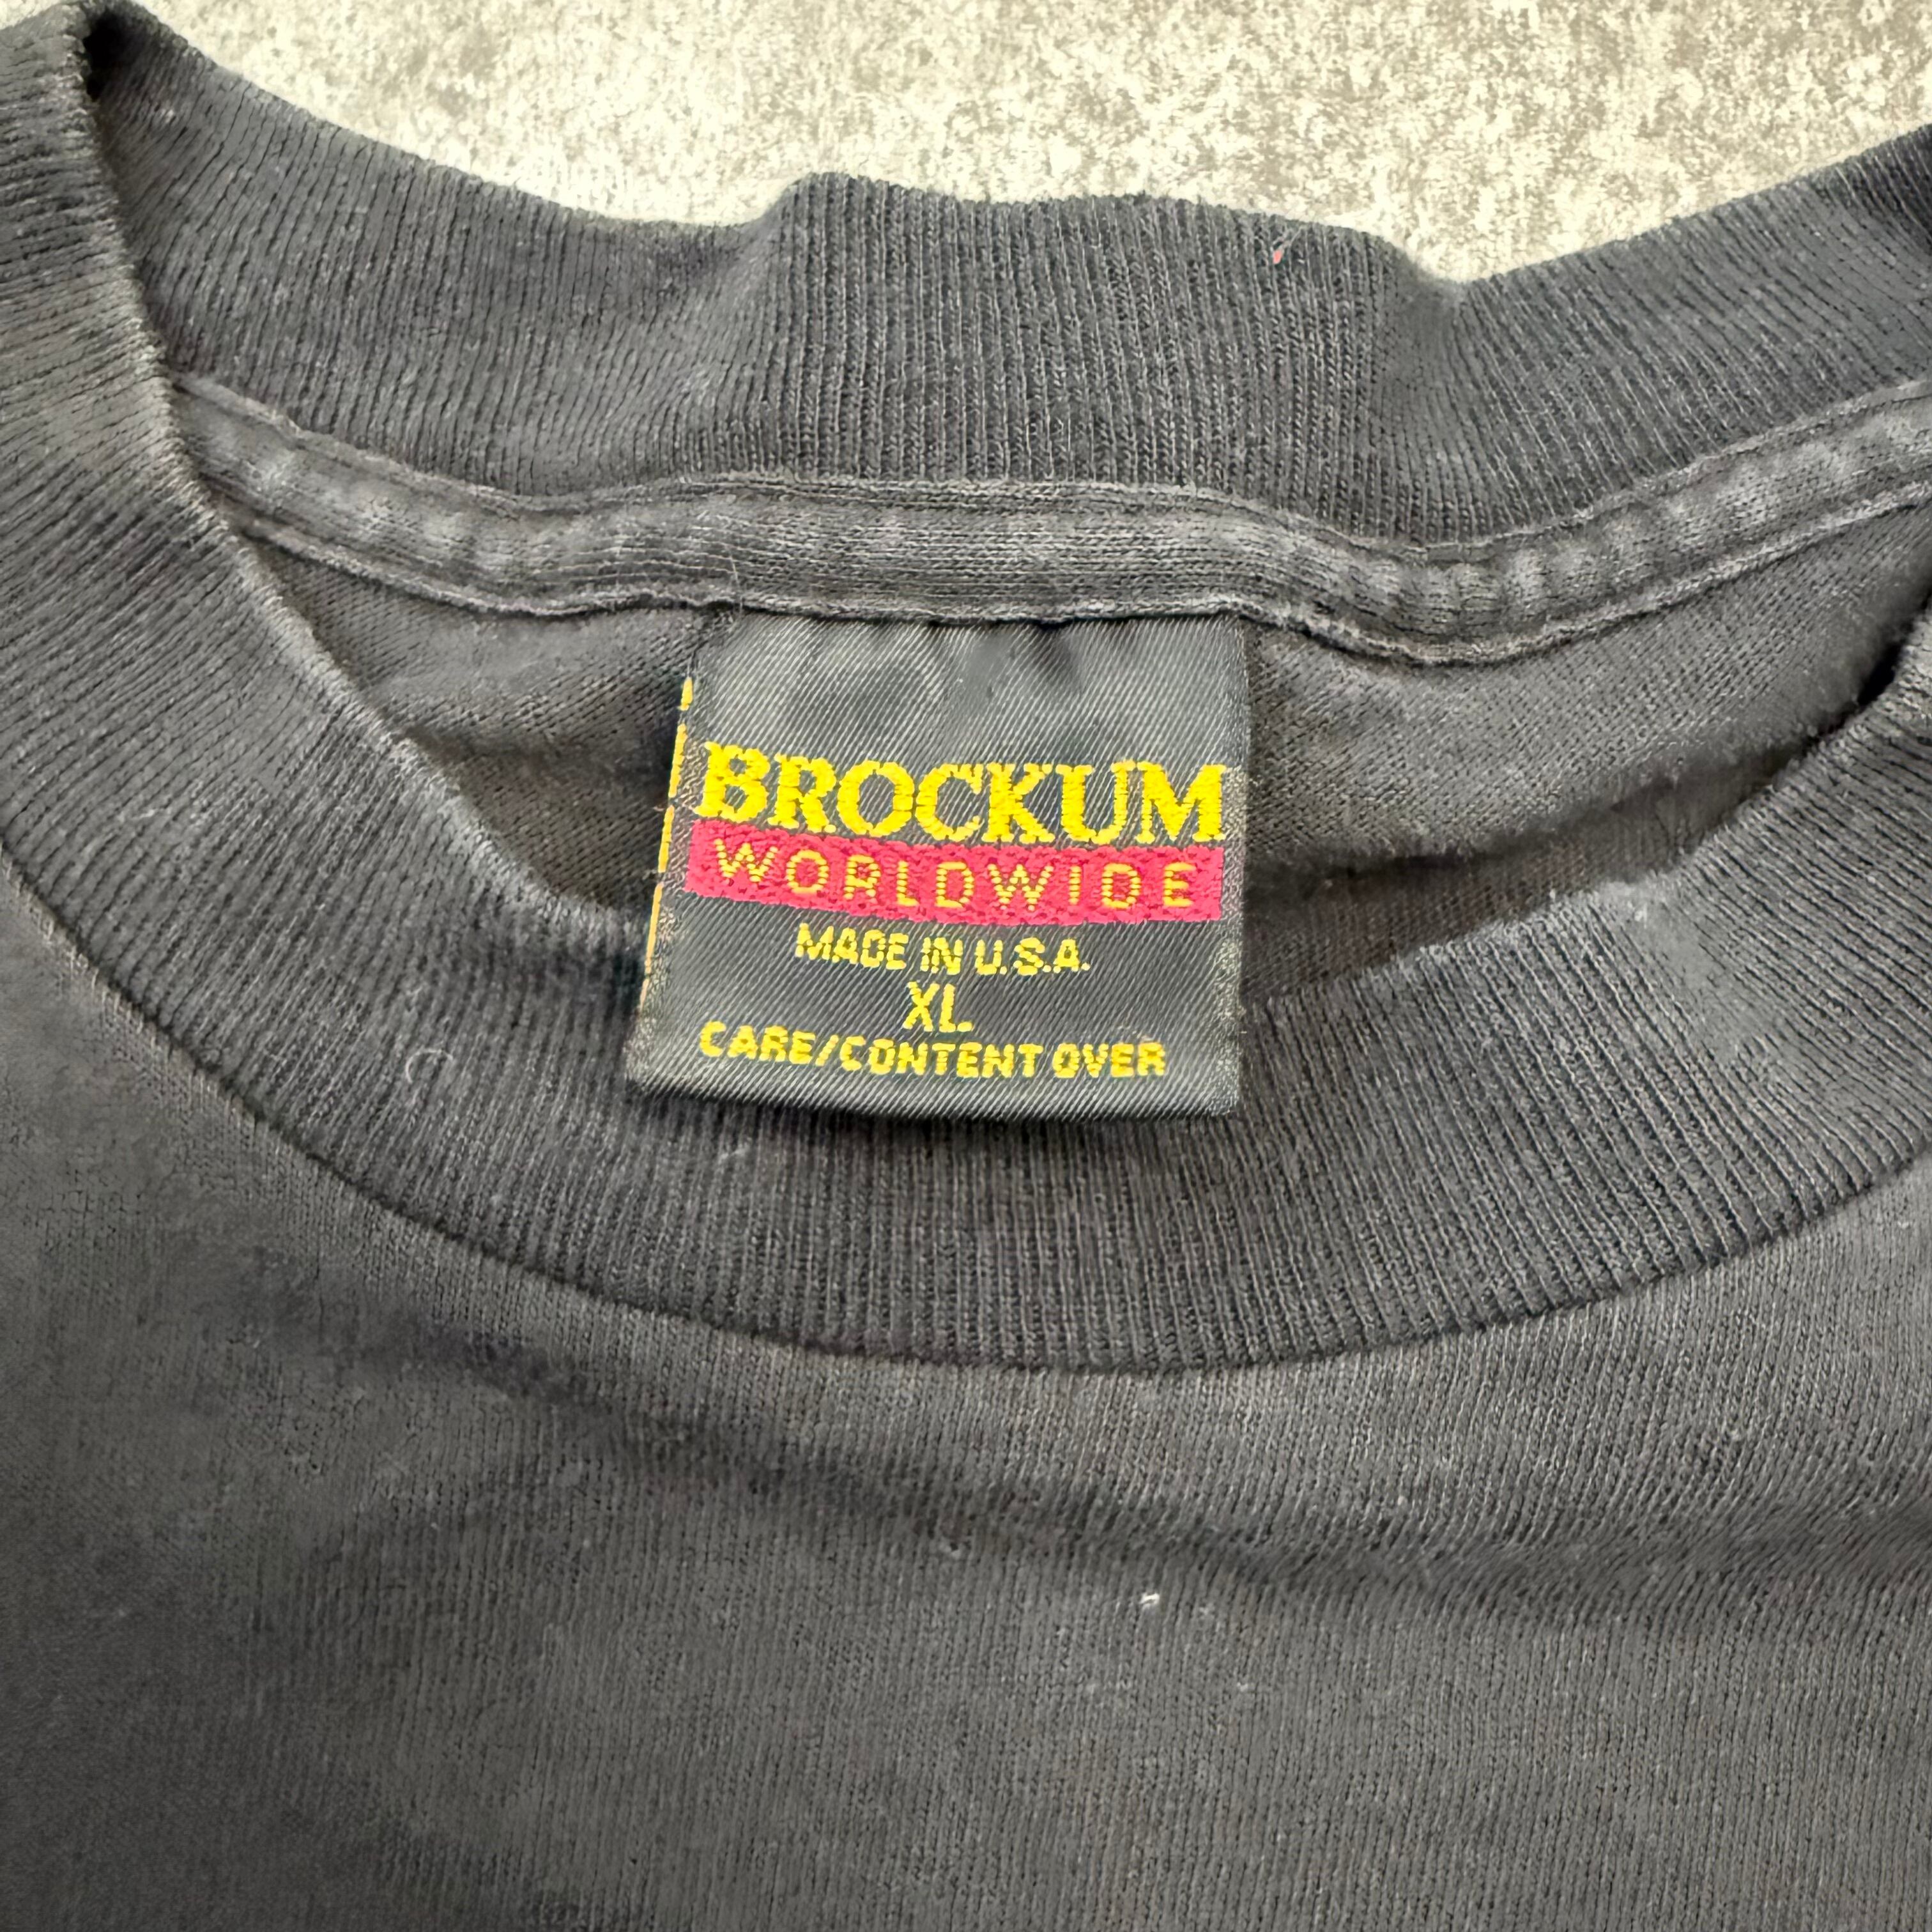 BROCKUM
WORLDWIDE
MADE IN U.S.A.
XL
CARE/CONTENT OVER